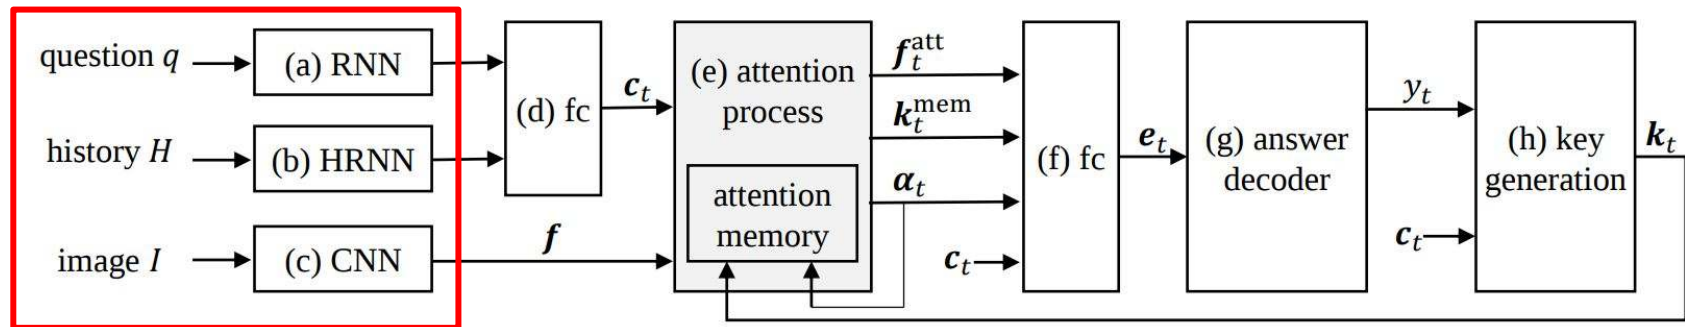 question q
(a) RNN
history H
(b) HRNN
image I
(c) CNN
(d) fc
c_t
f
(e) attention
process
attention
memory
f_t^att
k_t^mem
α_t
c_t
(f) fc
e_t
(g) answer
decoder
y_t
c_t
(h) key
generation
k_t